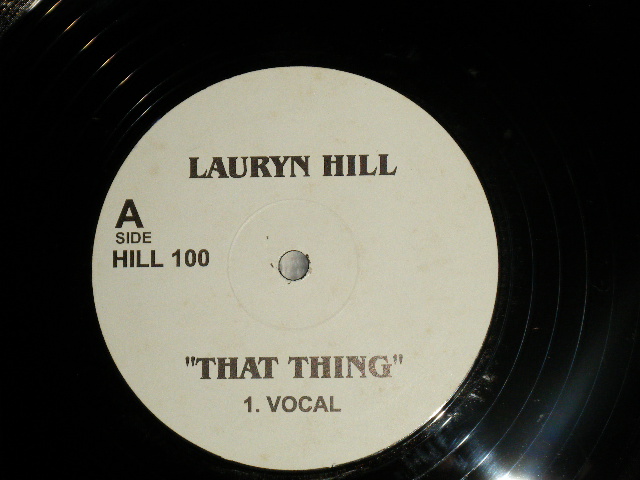 LAURYN HILL
A
SIDE
HILL 100
"THAT THING"
1. VOCAL